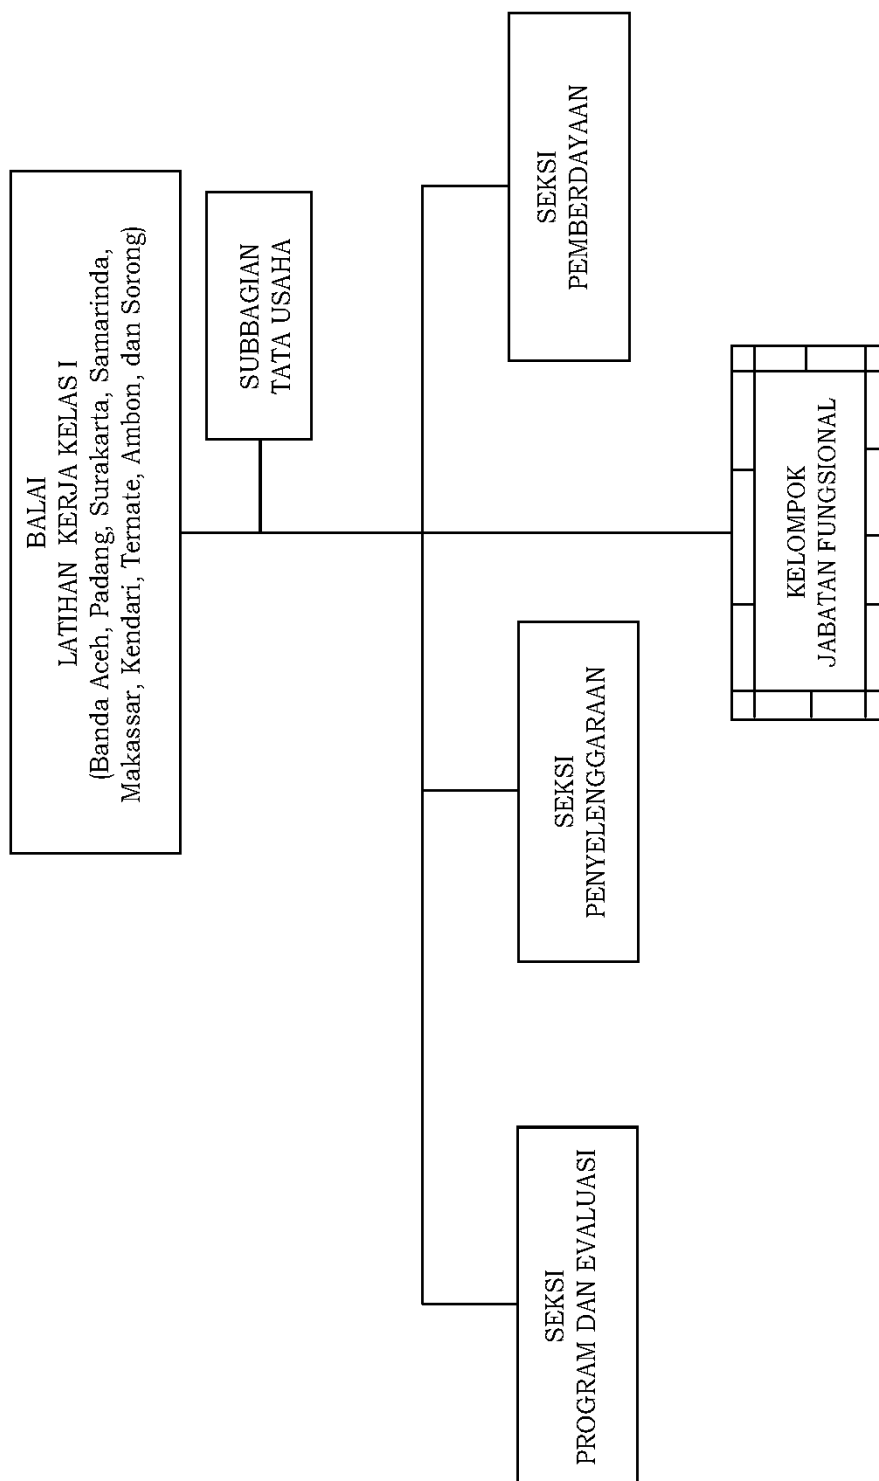 BALAI
LATIHAN KERJA KELAS I
(Banda Aceh, Padang, Surakarta, Samarinda,
Makassar, Kendari, Ternate, Ambon, dan Sorong)
SUBBAGIAN
TATA USAHA
SEKSI
PROGRAM DAN EVALUASI
SEKSI
PENYELENGGARAAN
SEKSI
PEMBERDAYAAN
KELOMPOK
JABATAN FUNGSIONAL